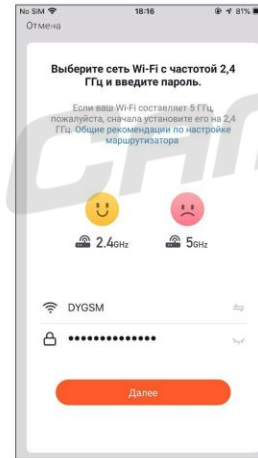 No SIM 18:16 81%
Отмена
Выберите сеть Wi-Fi с частотой 2,4
ГГц и введите пароль.
Если ваш Wi-Fi составляет 5 ГГц,
пожалуйста, сначала установите его на 2,4
ГГц. Общие рекомендации по настройке
маршрутизатора
2.4GHz 5GHz
DYGSM
••••••••••••••
Далее